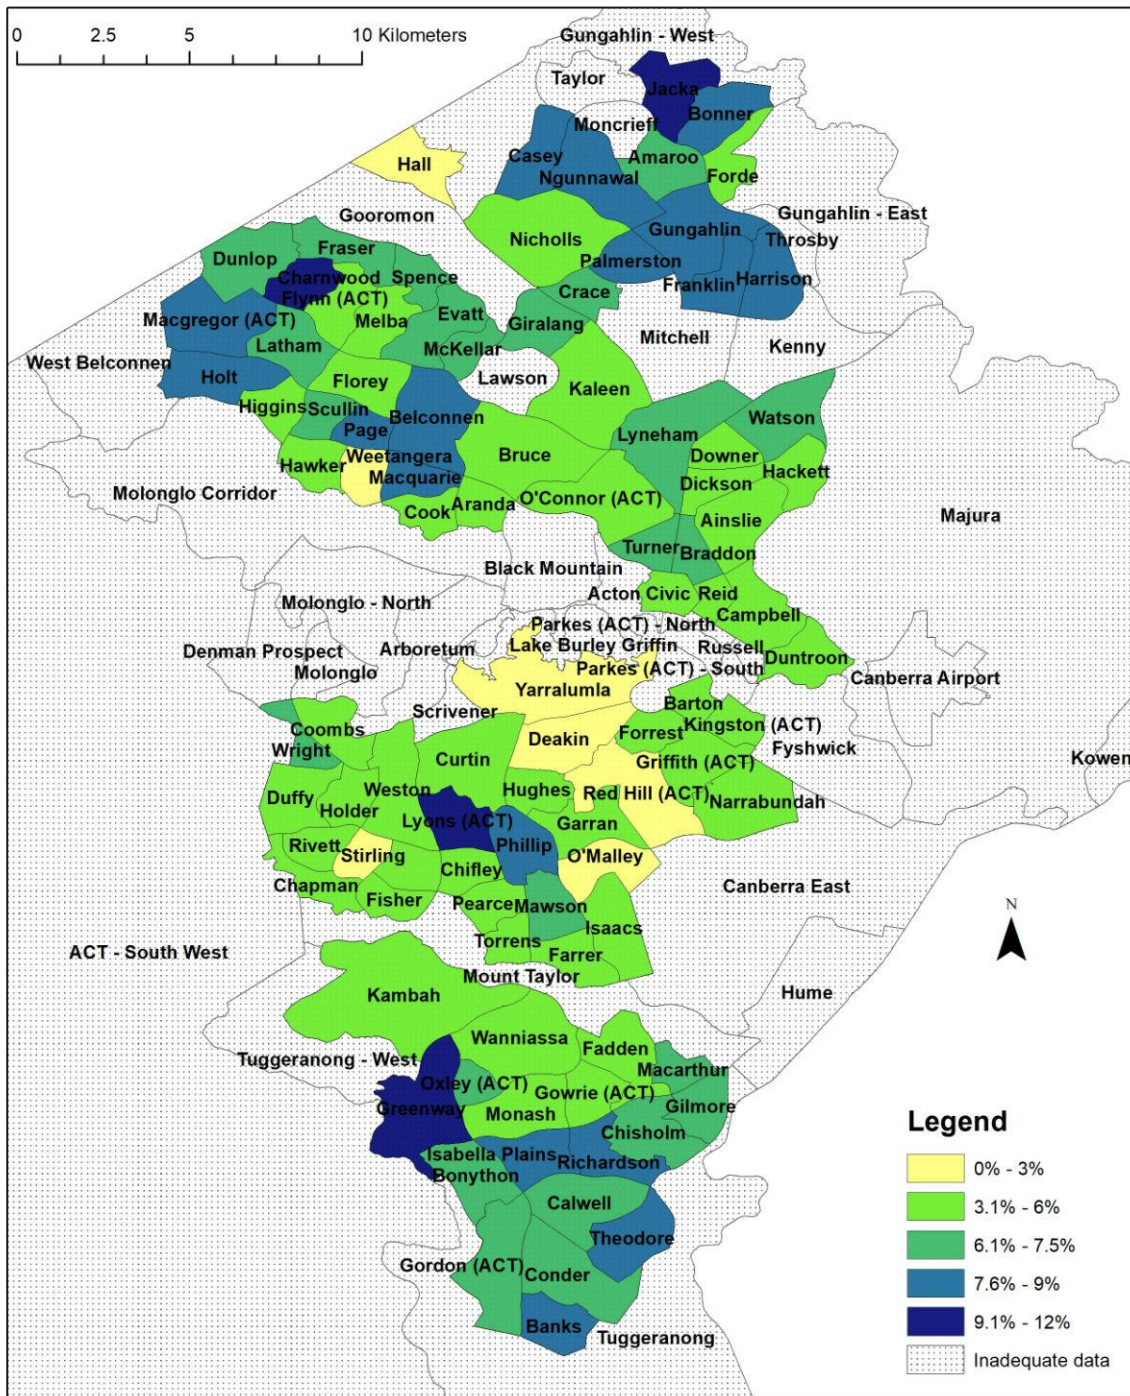 0 2.5 5 10 Kilometers
Gungahlin - West
Taylor
Jacka
Bonner
Moncrieff
Casey
Amaroo
Hall
Ngunnawal
Forde
Gooroomon
Gungahlin - East
Nicholls
Gungahlin
Throsby
Fraser
Dunlop
Palmerston
Charnwood
Spence
Franklin
Harrison
Flynn (ACT)
Crace
Evatt
Macgregor (ACT)
Melba
Giralang
Mitchell
Latham
McKellar
Kenny
West Belconnen
Holt
Lawson
Florey
Kaleen
Higgins
Scullin
Belconnen
Watson
Page
Lyneham
Weetangera
Bruce
Downer
Hawker
Macquarie
Hackett
Dickson
Molonglo Corridor
O'Connor (ACT)
Aranda
Cook
Majura
Ainslie
Turner
Braddon
Black Mountain
Acton
Civic
Reid
Molonglo - North
Campbell
Parkes (ACT) - North
Lake Burley Griffin
Russell
Denman Prospect
Arboretum
Duntroon
Molonglo
Parkes (ACT) - South
Canberra Airport
Yarralumla
Scrivener
Barton
Coombs
Kingston (ACT)
Deakin
Forrest
Wright
Fyshwick
Curtin
Kowen
Griffith (ACT)
Weston
Hughes
Red Hill (ACT)
Duffy
Narrabundah
Holder
Lyons (ACT)
Garran
Rivett
Phillip
Stirling
O'Malley
Chifley
Chapman
Canberra East
Fisher
Pearce
Mawson
N
Isaacs
Torrens
ACT - South West
Farrer
Mount Taylor
Hume
Kambah
Wanniassa
Fadden
Tuggeranong - West
Macarthur
Oxley (ACT)
Gowrie (ACT)
Greenway
Monash
Gilmore
Legend
Chisholm
Isabella Plains
Richardson
0% - 3%
Bonython
Calwell
3.1% - 6%
Theodore
6.1% - 7.5%
Gordon (ACT)
Conder
7.6% - 9%
Banks
9.1% - 12%
Tuggeranong
Inadequate data